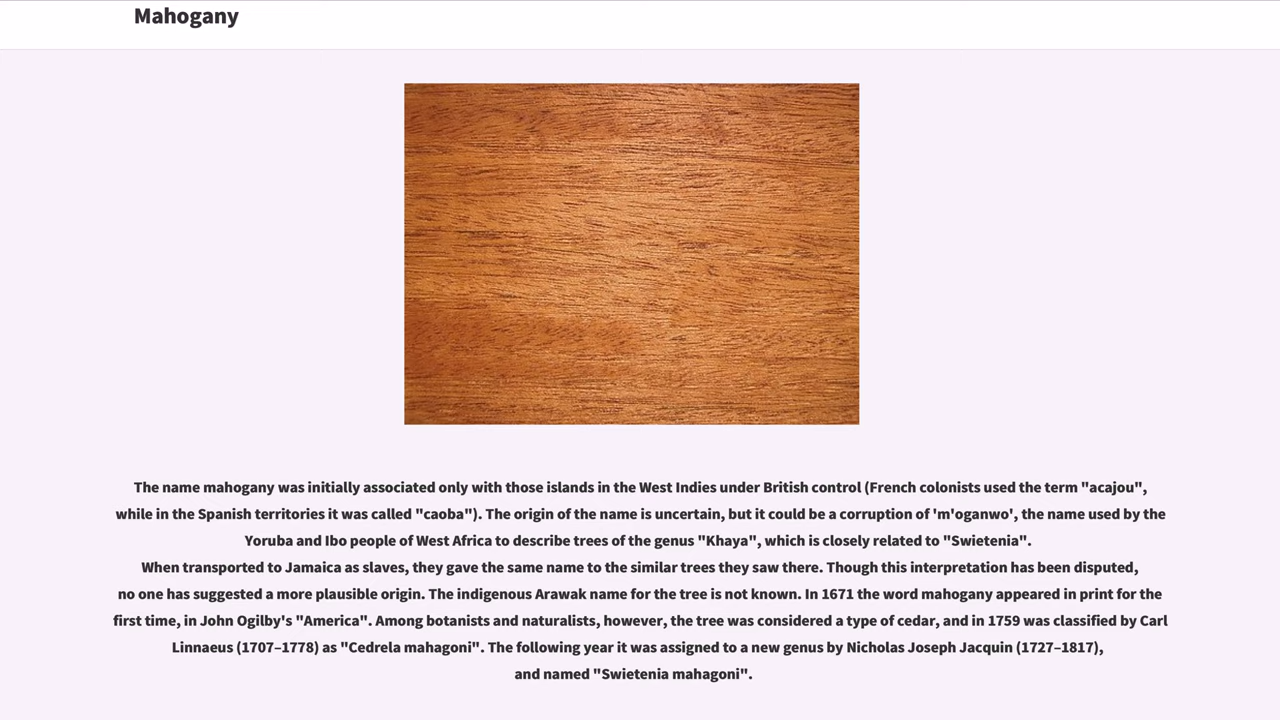 Mahogany
The name mahogany was initially associated only with those islands in the West Indies under British control (French colonists used the term "acajou",
while in the Spanish territories it was called "caoba"). The origin of the name is uncertain, but it could be a corruption of 'm'oganwo', the name used by the
Yoruba and Ibo people of West Africa to describe trees of the genus "Khaya", which is closely related to "Swietenia".
When transported to Jamaica as slaves, they gave the same name to the similar trees they saw there. Though this interpretation has been disputed,
no one has suggested a more plausible origin. The indigenous Arawak name for the tree is not known. In 1671 the word mahogany appeared in print for the
first time, in John Ogilby's "America". Among botanists and naturalists, however, the tree was considered a type of cedar, and in 1759 was classified by Carl
Linnaeus (1707–1778) as "Cedrela mahagoni". The following year it was assigned to a new genus by Nicholas Joseph Jacquin (1727–1817),
and named "Swietenia mahagoni".